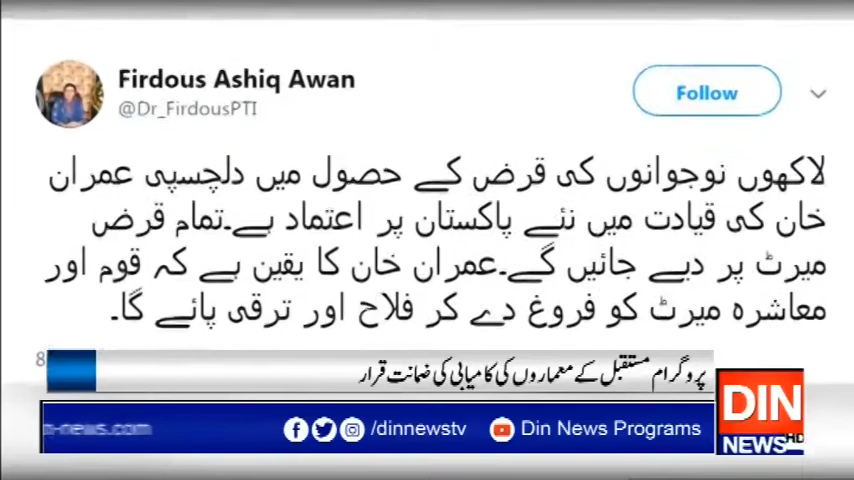 Firdous Ashiq Awan
@Dr_FirdousPTI
Follow
لاکھوں نوجوانوں کی قرض کے حصول میں دلچسپی عمران
خان کی قیادت میں نئے پاکستان پر اعتماد ہے۔تمام قرض
میرٹ پر دیے جائیں گے۔عمران خان کا یقین ہے کہ قوم اور
معاشرہ میرٹ کو فروغ دے کر فلاح اور ترقی پائے گا۔
8
پروگرام مستقبل کے معماروں کی کامیابی کی ضمانت قرار
n-news.com
/dinnewstv
Din News Programs
DIN
NEWS HD